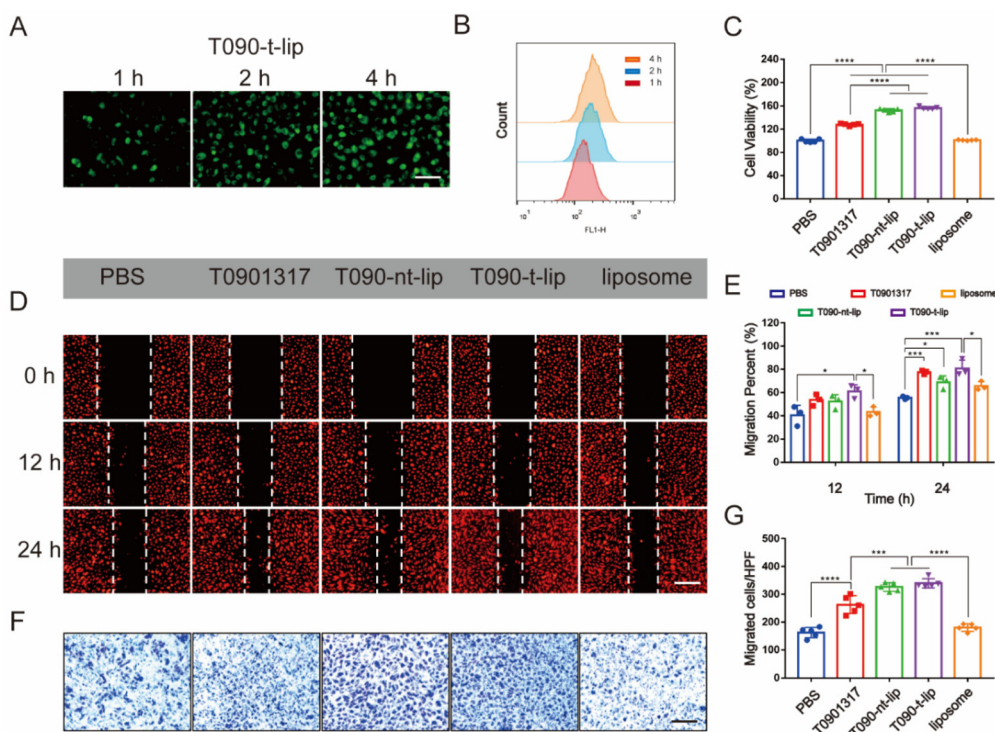 A
T090-t-lip
1 h 2 h 4 h
B
Count
4 h
2 h
1 h
10¹ 10² 10³
FL1-H
C
Cell Viability (%)
240
200
160
120
80
40
0
**** ****
****
PBS T0901317 T090-nt-lip T090-t-lip liposome
PBS T0901317 T090-nt-lip T090-t-lip liposome
D
0 h
12 h
24 h
E
PBS T0901317 liposome
T090-nt-lip T090-t-lip
Migration Percent (%)
120
100
80
60
40
20
0
* *
***
*
*** *
12 24
Time (h)
F
G
Migrated cells/HPF
500
400
300
200
100
0
**** *** ****
PBS T0901317 T090-nt-lip T090-t-lip liposome